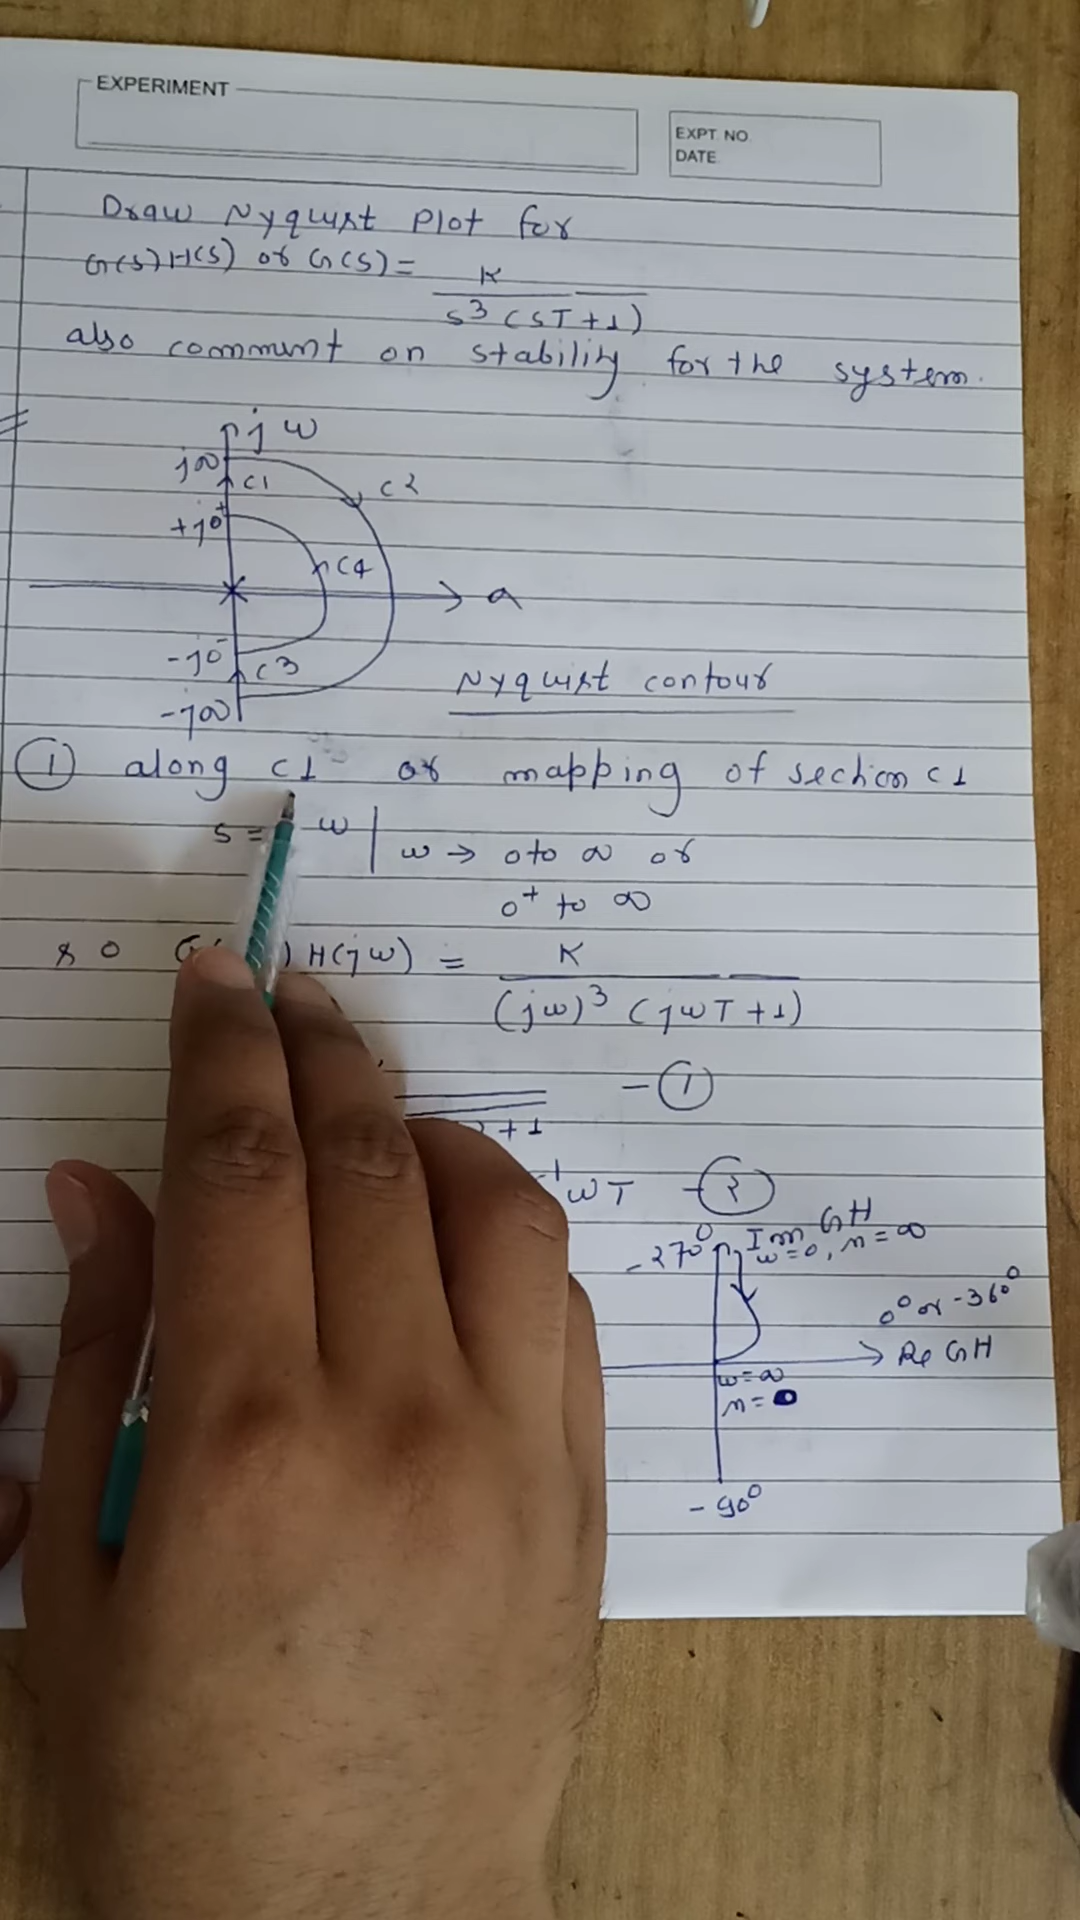 EXPERIMENT
EXPT. NO.
DATE
Draw Nyquist Plot for
G(s)H(s) or G(s) = K
s³(sT+1)
also comment on stability for the system.
jω
j∞
C1
C2
+j0⁺
C4
-j0⁻
C3
-j∞
Nyquist contour
① along C1 or mapping of section C1
s = ω | ω → 0 to ∞ or
0⁺ to ∞
so H(jω) = K
(jω)³ (jωT+1)
- ①
+1
⁻¹ωT - ②
-270° Im GH
ω=0, m=∞
0° or -360°
Re GH
ω=∞
m=0
-90°